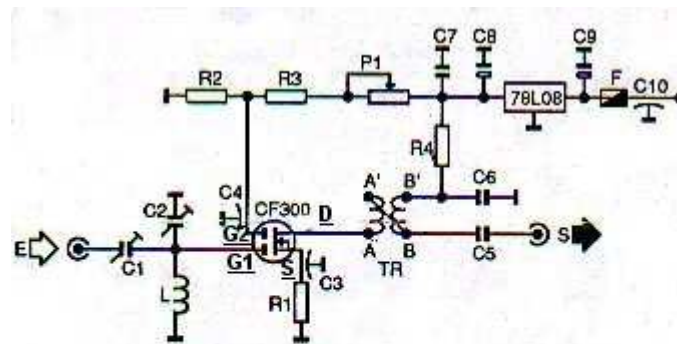 C7 C8 C9
R2 R3 P1 78L08 F C10
R4
A' B' C6
C4 CF300 D
C2 G2
E C1 G1 S A B C5 S
TR
L R1 C3